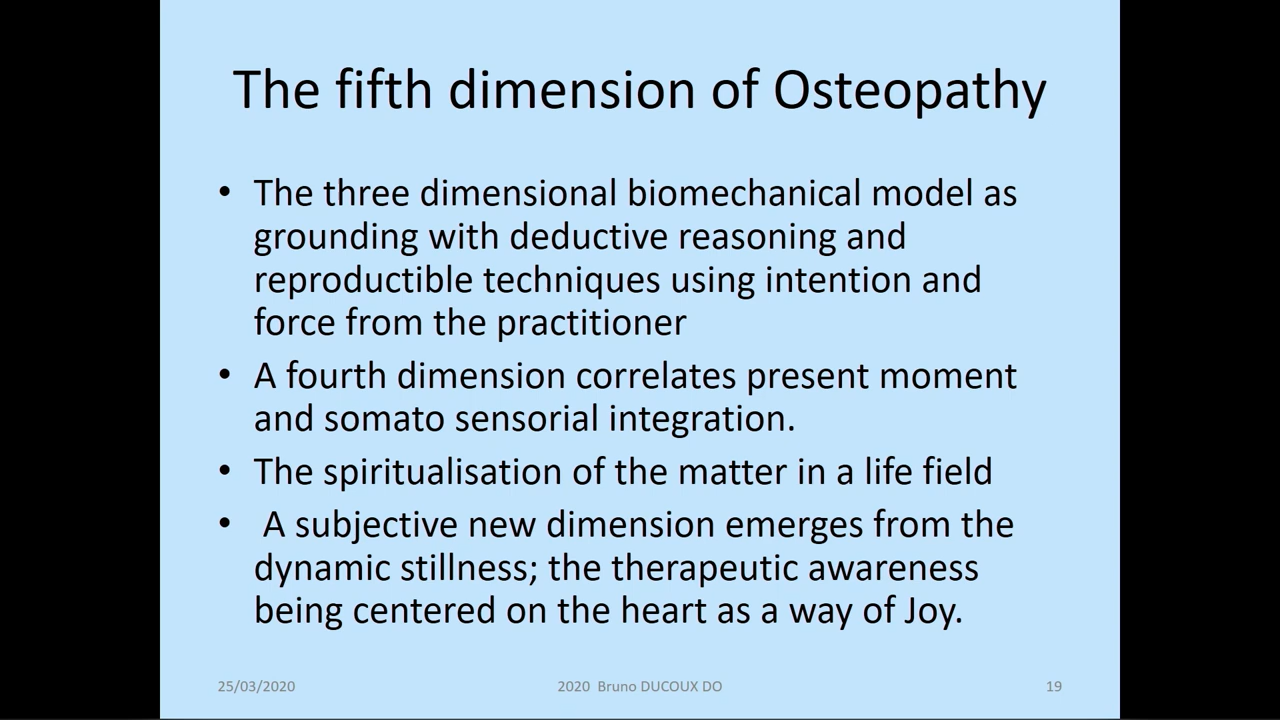 The fifth dimension of Osteopathy
• The three dimensional biomechanical model as
grounding with deductive reasoning and
reproductible techniques using intention and
force from the practitioner
• A fourth dimension correlates present moment
and somato sensorial integration.
• The spiritualisation of the matter in a life field
• A subjective new dimension emerges from the
dynamic stillness; the therapeutic awareness
being centered on the heart as a way of Joy.
25/03/2020
2020 Bruno DUCOUX DO
19